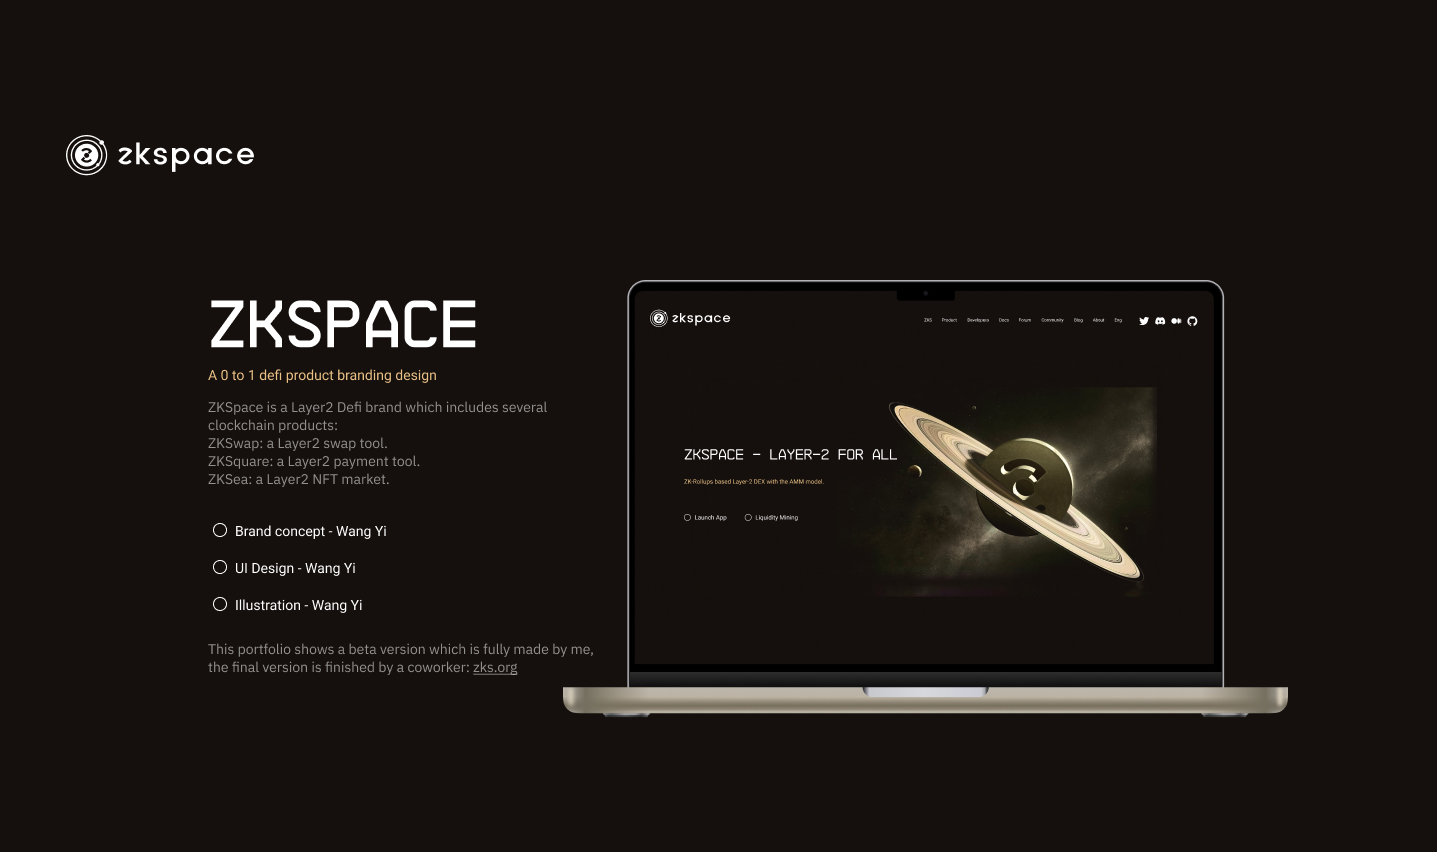 zkspace
ZKSPACE
A 0 to 1 defi product branding design
ZKSpace is a Layer2 Defi brand which includes several
clockchain products:
ZKSwap: a Layer2 swap tool.
ZKSquare: a Layer2 payment tool.
ZKSea: a Layer2 NFT market.
Brand concept - Wang Yi
UI Design - Wang Yi
Illustration - Wang Yi
This portfolio shows a beta version which is fully made by me,
the final version is finished by a coworker: zks.org
zkspace
ZKS Product Developers Docs Forum Community Blog About Eng
ZKSPACE - LAYER-2 FOR ALL
ZK-Rollups based Layer-2 DEX with the AMM model.
Launch App Liquidity Mining